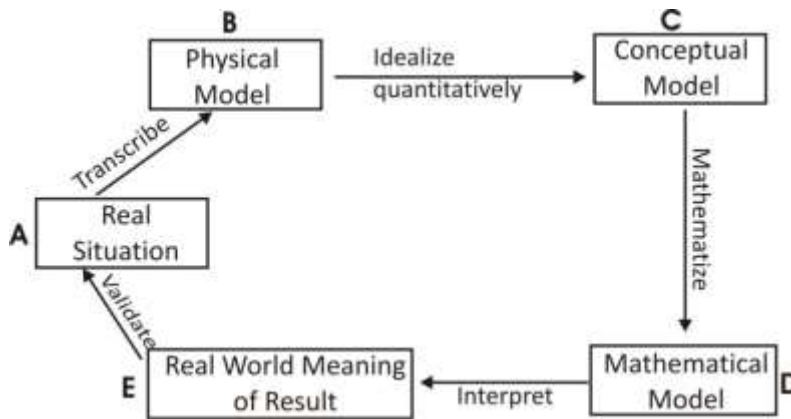 B
Physical
Model
Idealize
quantitatively
C
Conceptual
Model
Transcribe
Mathematize
A
Real
Situation
Validate
E
Real World Meaning
of Result
Interpret
Mathematical
Model
D